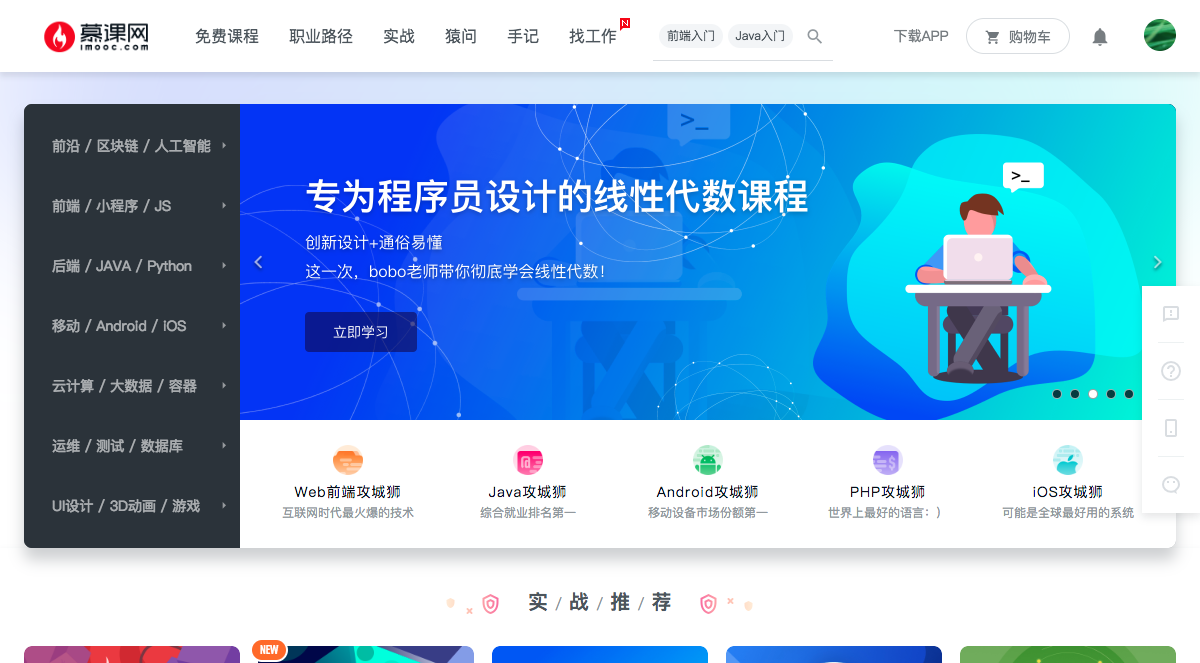 慕课网
imooc.com
免费课程
职业路径
实战
猿问
手记
找工作
N
前端入门
Java入门
下载APP
购物车
前沿 / 区块链 / 人工智能
前端 / 小程序 / JS
后端 / JAVA / Python
移动 / Android / iOS
云计算 / 大数据 / 容器
运维 / 测试 / 数据库
UI设计 / 3D动画 / 游戏
>_
>_
专为程序员设计的线性代数课程
创新设计+通俗易懂
这一次，bobo老师带你彻底学会线性代数！
立即学习
Web前端攻城狮
互联网时代最火爆的技术
Java攻城狮
综合就业排名第一
Android攻城狮
移动设备市场份额第一
PHP攻城狮
世界上最好的语言：)
iOS攻城狮
可能是全球最好用的系统
实 / 战 / 推 / 荐
NEW